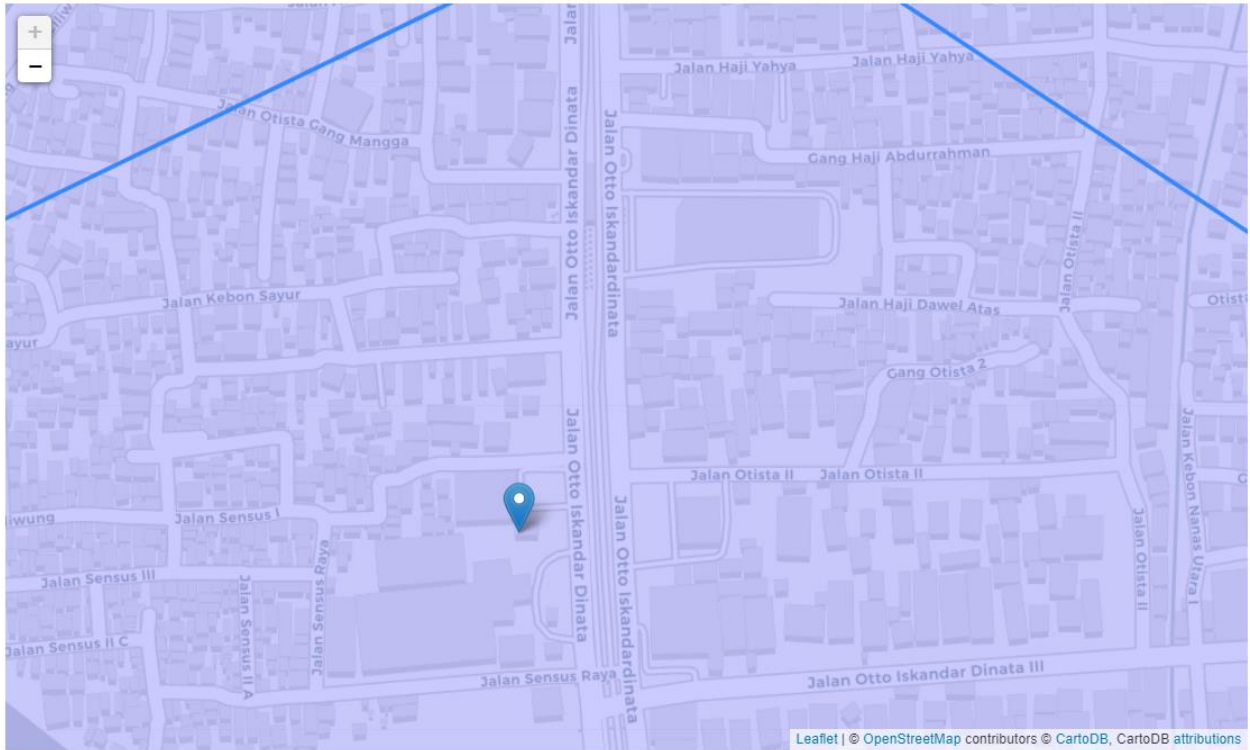 +
−
Jalan Haji Yahya
Jalan Haji Yahya
Jalan
Jalan Otista Gang Mangga
Jalan Otto Iskandar Dinata
Jalan Otto Iskandardinata
Gang Haji Abdurrahman
Jalan Otista II
Jalan Kebon Sayur
Jalan Haji Dawel Atas
Otista
ayur
Gang Otista 2
Jalan Otto Iskandar Dinata
Jalan Kebon Nanas Utara I
Jalan Otista II
Jalan Otista II
Jalan Otto Iskandardinata
liwung
Jalan Sensus I
Jalan Otista II
Jalan Sensus III
Jalan Sensus Raya
Jalan Sensus II A
Jalan Sensus II C
Jalan Sensus Raya
Jalan Otto Iskandar Dinata III
Leaflet | © OpenStreetMap contributors © CartoDB, CartoDB attributions